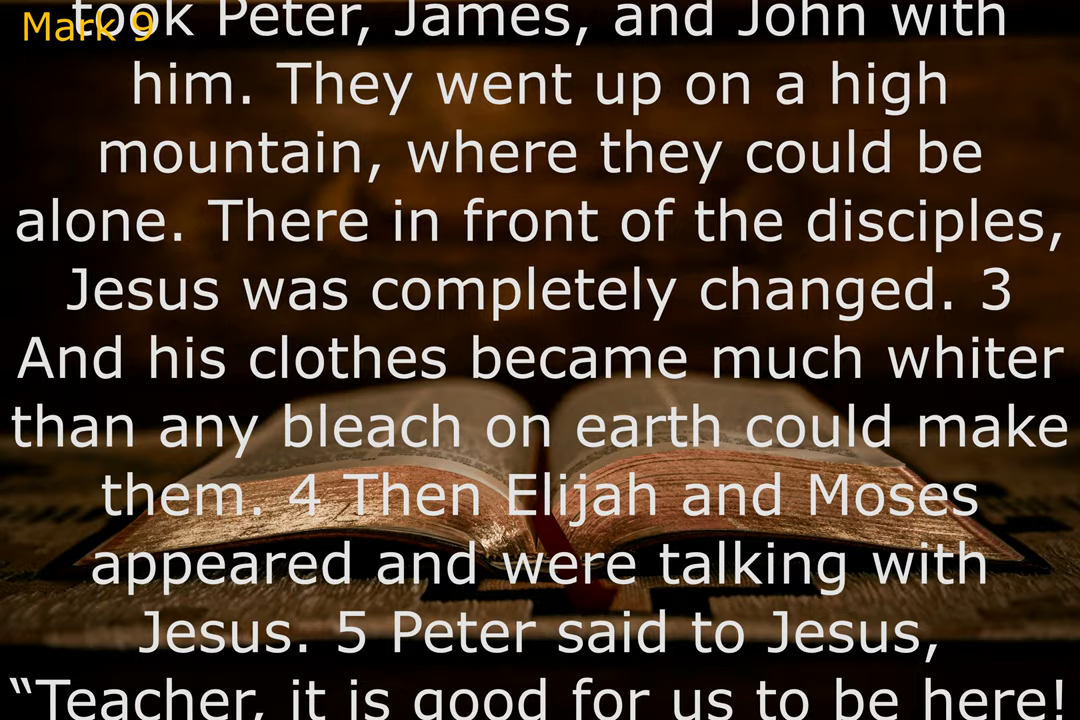 Mark 9
took Peter, James, and John with
him. They went up on a high
mountain, where they could be
alone. There in front of the disciples,
Jesus was completely changed. 3
And his clothes became much whiter
than any bleach on earth could make
them. 4 Then Elijah and Moses
appeared and were talking with
Jesus. 5 Peter said to Jesus,
“Teacher, it is good for us to be here!